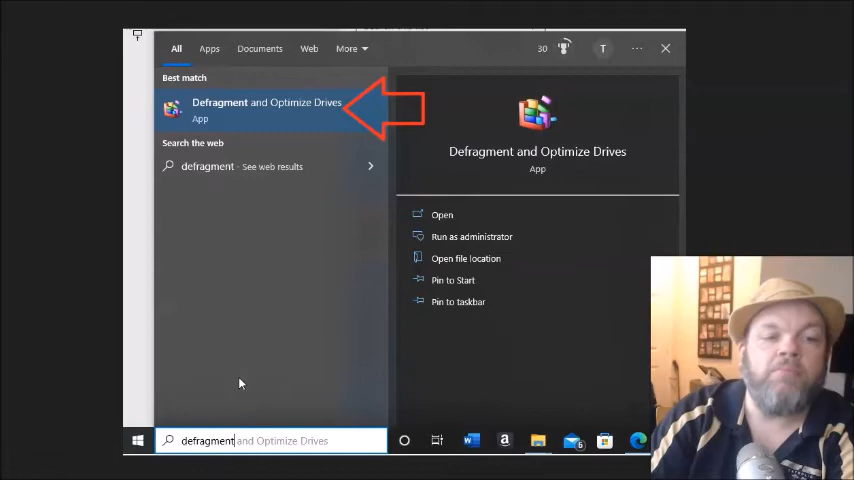 All Apps Documents Web More 30 T ...
Best match
Defragment and Optimize Drives
App
Search the web
defragment - See web results
Defragment and Optimize Drives
App
Open
Run as administrator
Open file location
Pin to Start
Pin to taskbar
defragment and Optimize Drives
6